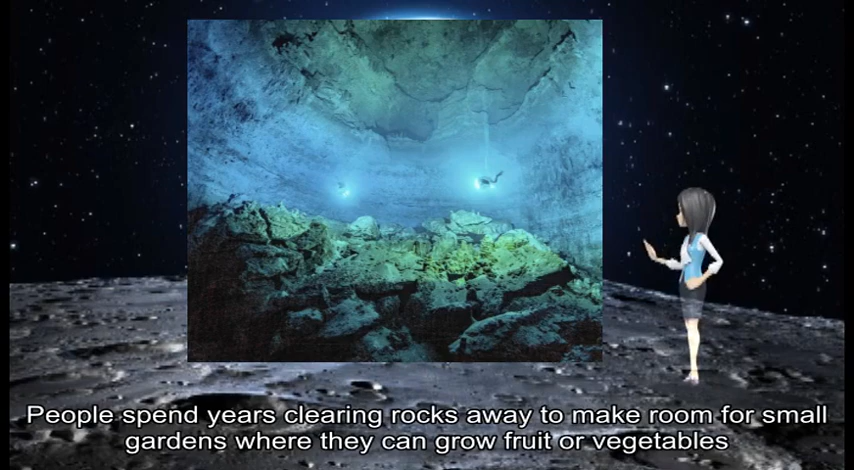 People spend years clearing rocks away to make room for small
gardens where they can grow fruit or vegetables